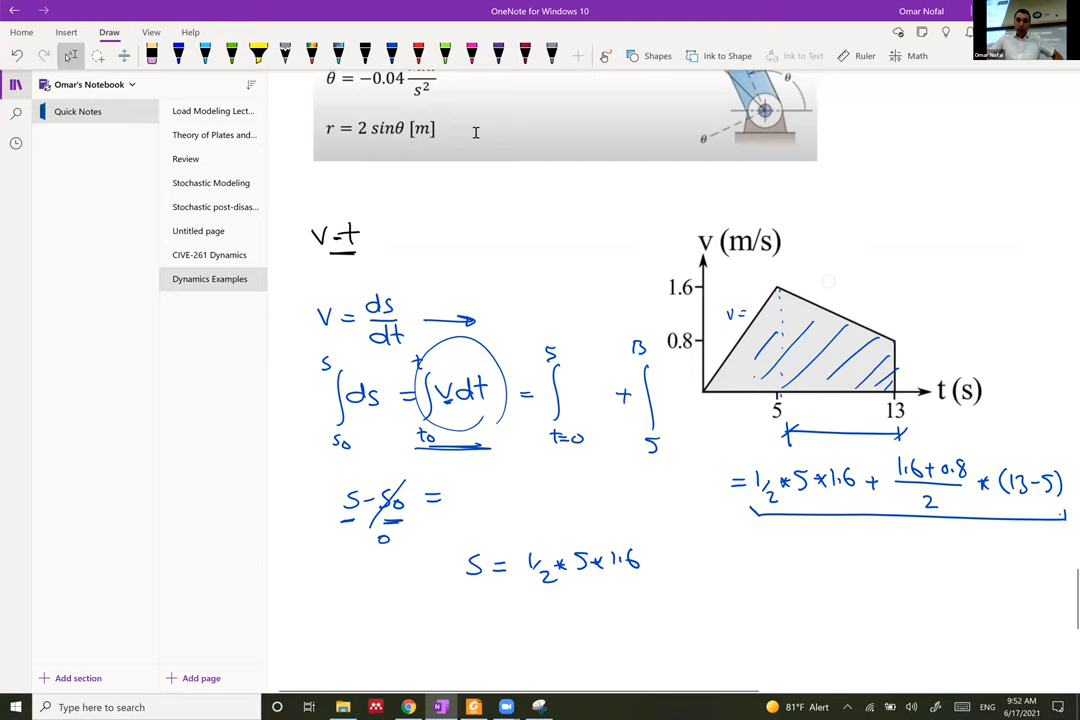 OneNote for Windows 10
Omar Nofal
Home
Insert
Draw
View
Help
Shapes
Ink to Shape
Ink to Text
Ruler
Math
Omar Nofal
Omar's Notebook
Quick Notes
Load Modeling Lect...
Theory of Plates and...
Review
Stochastic Modeling
Stochastic post-disas...
Untitled page
CIVE-261 Dynamics
Dynamics Examples
Add section
Add page
θ = −0.04 / s²
r = 2 sinθ [m]
θ
θ
v-t
v = ds/dt →
∫ s s₀ ds = ∫ t t₀ v dt = ∫ 5 t=0 + ∫ 13 5
s - s₀ =
0
S = 1/2 * 5 * 1.6
v (m/s)
1.6
v =
0.8
t (s)
5
13
= 1/2 * 5 * 1.6 + (1.6 + 0.8)/2 * (13 - 5)
Type here to search
81°F Alert
ENG
9:52 AM
6/17/2021